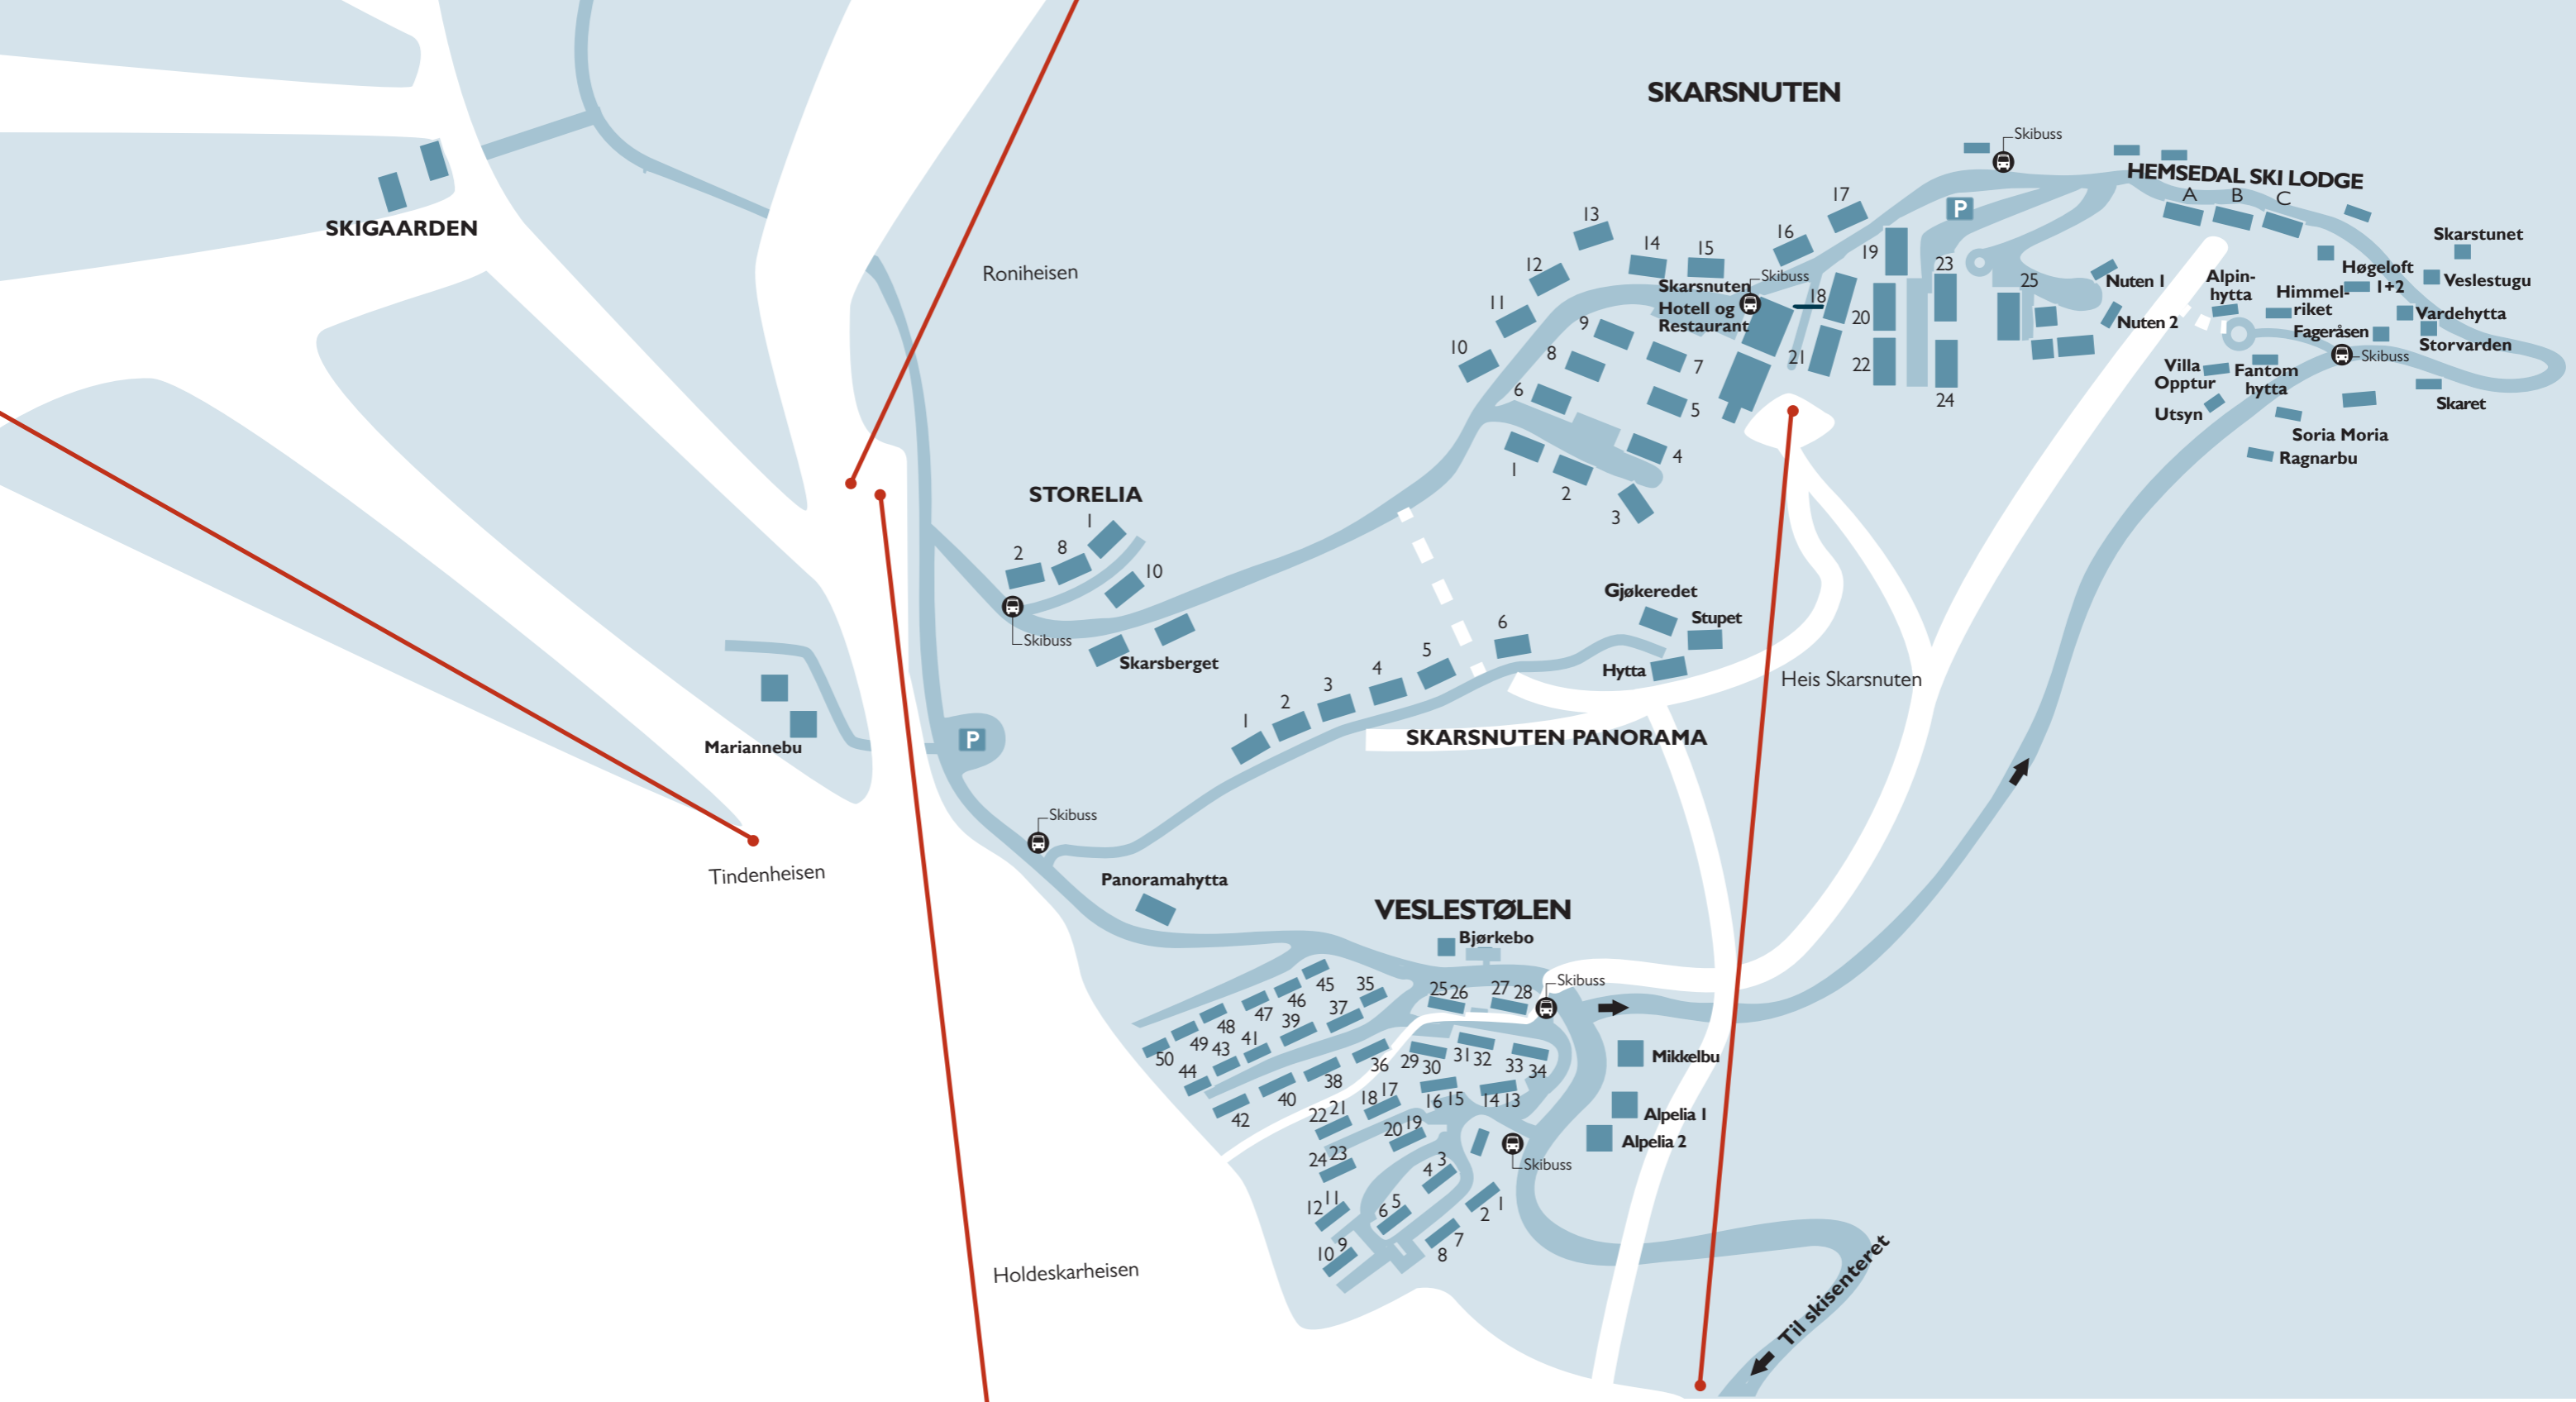 SKARSNUTEN
Skibuss
HEMSEDAL SKI LODGE
A
B
C
SKIGAARDEN
Roniheisen
13
14
15
16
17
12
11
10
9
8
7
6
5
4
3
2
1
Skarsnuten
Hotell og
Restaurant
Skibuss
18
19
20
21
22
23
24
25
P
Nuten 1
Nuten 2
Alpin-
hytta
Himmel-
riket
Høgeloft
1+2
Skarstunet
Veslestugu
Vardehytta
Fageråsen
Storvarden
Skibuss
Villa
Opptur
Fantom
hytta
Utsyn
Skaret
Soria Moria
Ragnarbu
STORELIA
1
2
8
10
Skibuss
Skarsberget
Gjøkeredet
Stupet
Hytta
1
2
3
4
5
6
SKARSNUTEN PANORAMA
Heis Skarsnuten
Mariannebu
P
Skibuss
Tindenheisen
Panoramahytta
VESLESTØLEN
Bjørkebo
Skibuss
45
35
25
26
27
28
46
37
47
39
48
41
49
43
50
44
36
29
30
31
32
33
34
38
40
42
22
21
18
17
16
15
14
13
20
19
24
23
4
3
12
11
6
5
1
2
10
9
8
7
Mikkelbu
Alpelia 1
Alpelia 2
Skibuss
Holdeskarheisen
Til skisenteret